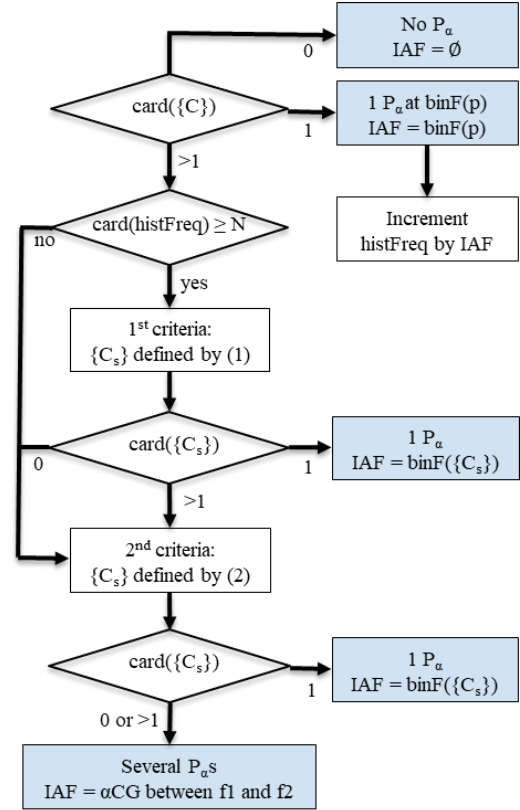 No Pα
IAF = Ø
0
card({C})
1
1 Pα at binF(p)
IAF = binF(p)
>1
Increment
histFreq by IAF
card(histFreq) ≥ N
no
yes
1st criteria:
{Cs} defined by (1)
card({Cs})
0
1
1 Pα
IAF = binF({Cs})
>1
2nd criteria:
{Cs} defined by (2)
card({Cs})
1
1 Pα
IAF = binF({Cs})
0 or >1
Several Pαs
IAF = αCG between f1 and f2